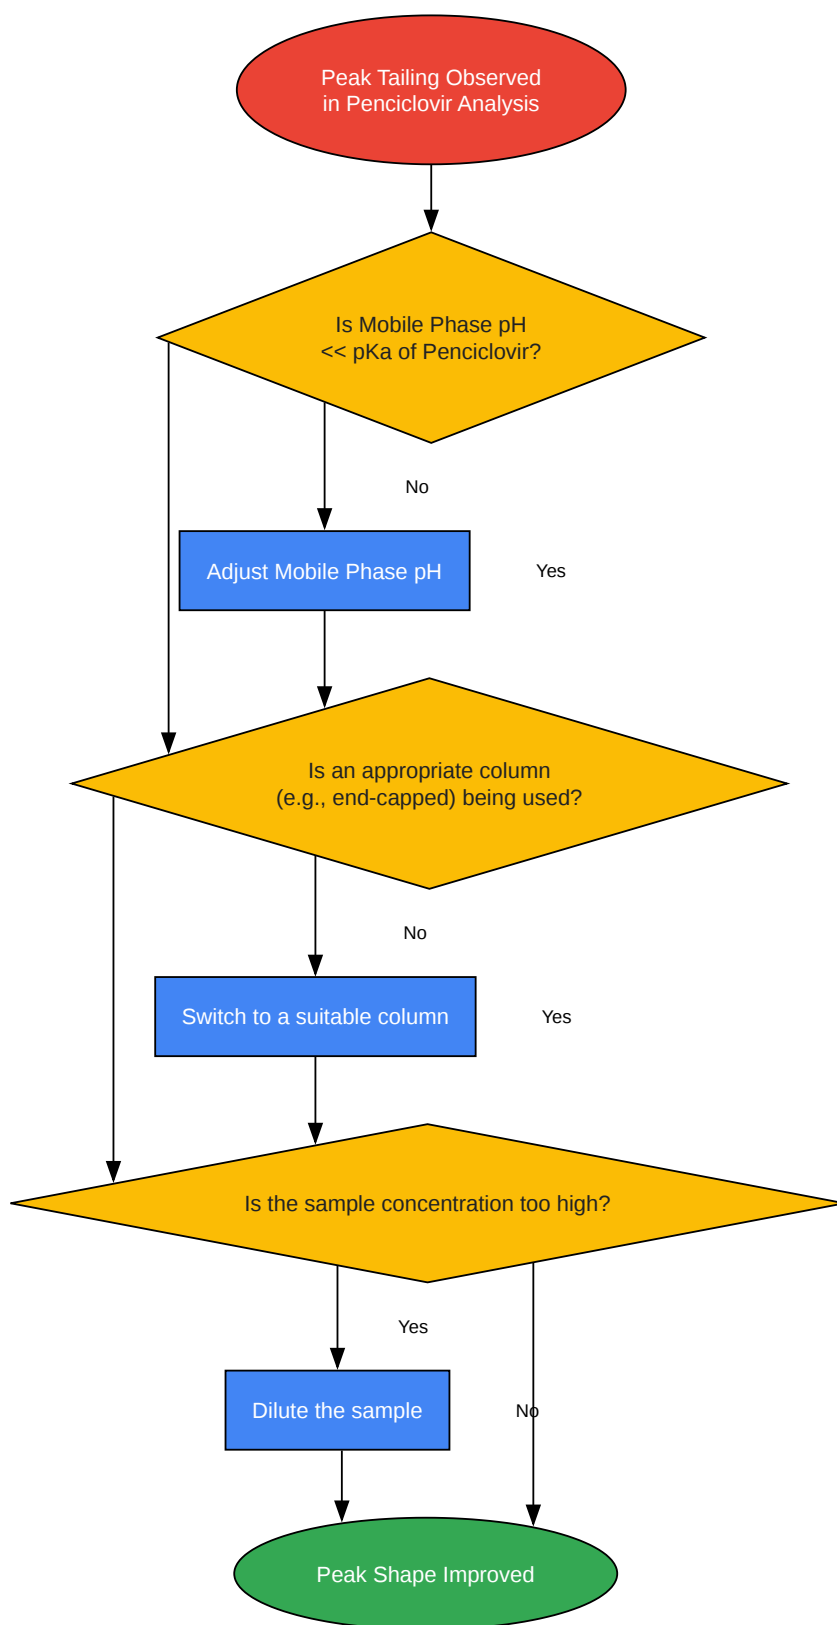 Peak Tailing Observed
in Penciclovir Analysis
Is Mobile Phase pH
<< pKa of Penciclovir?
No
Adjust Mobile Phase pH
Yes
Is an appropriate column
(e.g., end-capped) being used?
No
Switch to a suitable column
Yes
Is the sample concentration too high?
Yes
Dilute the sample
No
Peak Shape Improved